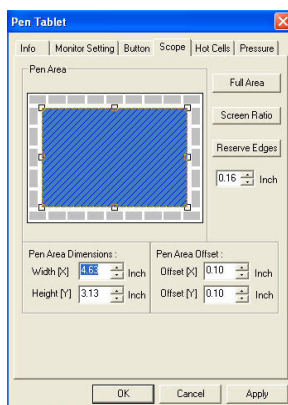 Pen Tablet
Info Monitor Setting Button Scope Hot Cells Pressure
Pen Area
Full Area
Screen Ratio
Reserve Edges
0.16 Inch
Pen Area Dimensions :
Width [X] 4.63 Inch
Height [Y] 3.13 Inch
Pen Area Offset :
Offset [X] 0.10 Inch
Offset [Y] 0.10 Inch
OK Cancel Apply